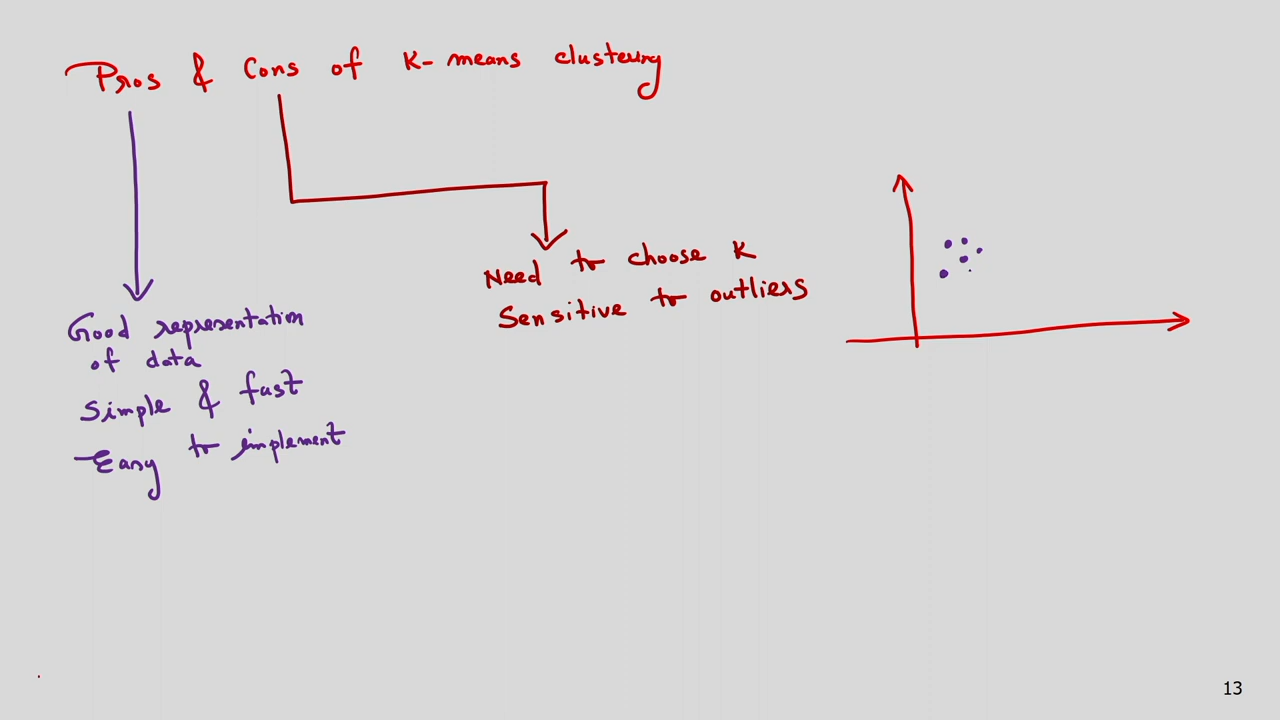 Pros & Cons of K-means clustering
Need to choose K
Sensitive to outliers
Good representation
of data
Simple & fast
Easy to implement
13